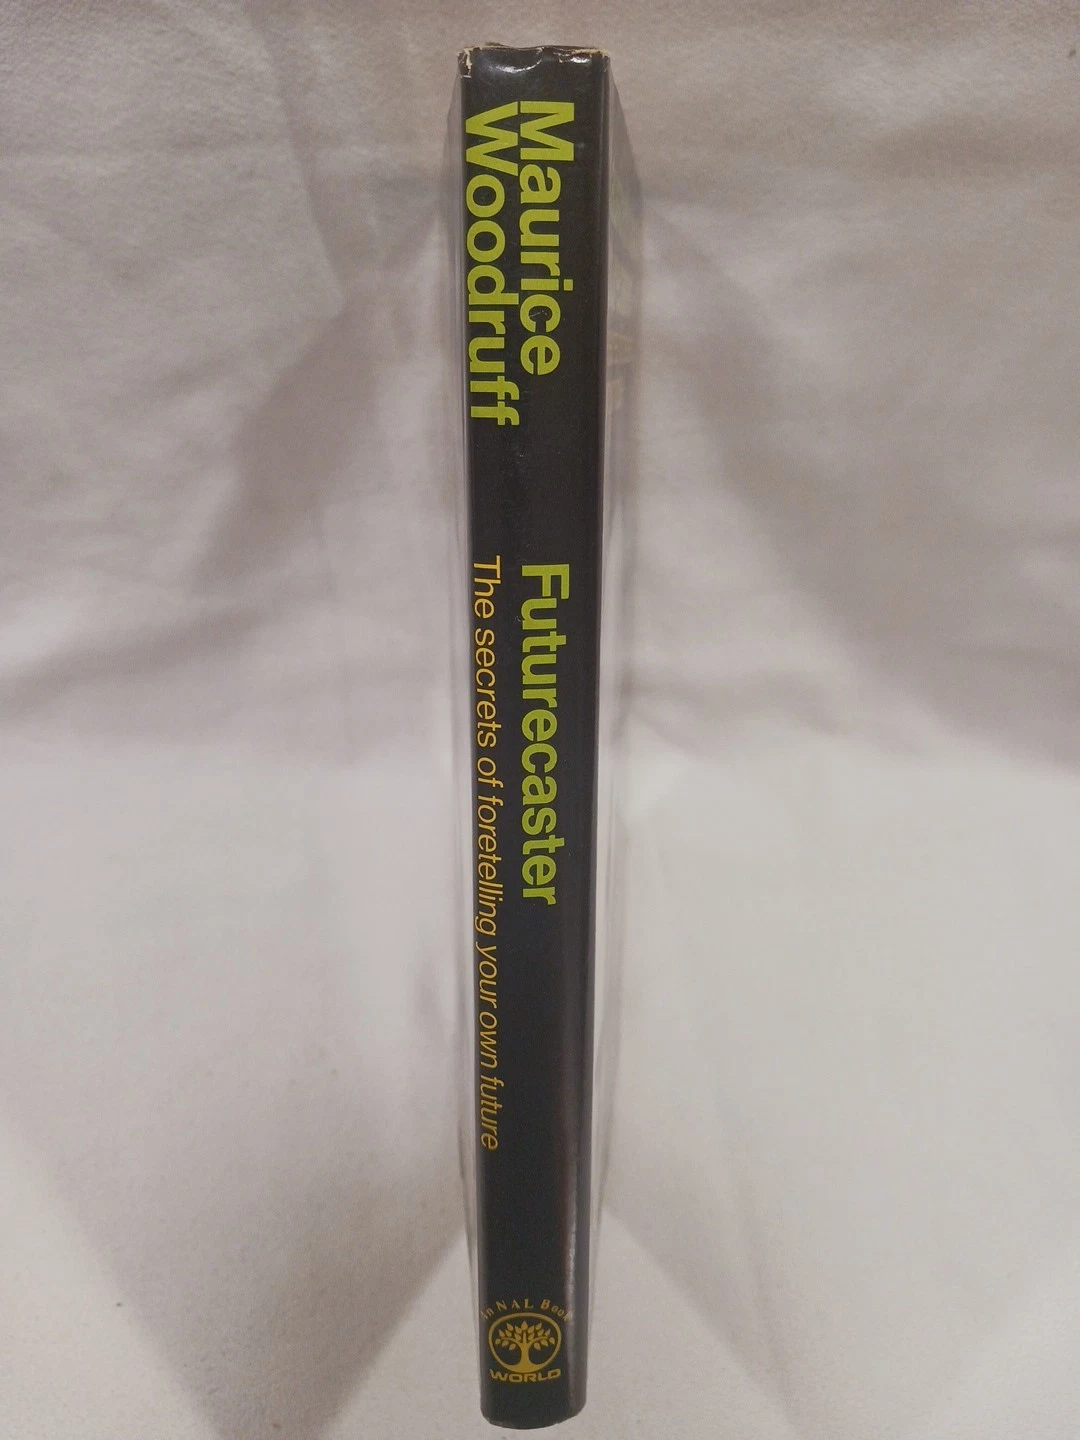 Maurice
Woodruff
Futurecaster
The secrets of foretelling your own future
An NAL Book
WORLD